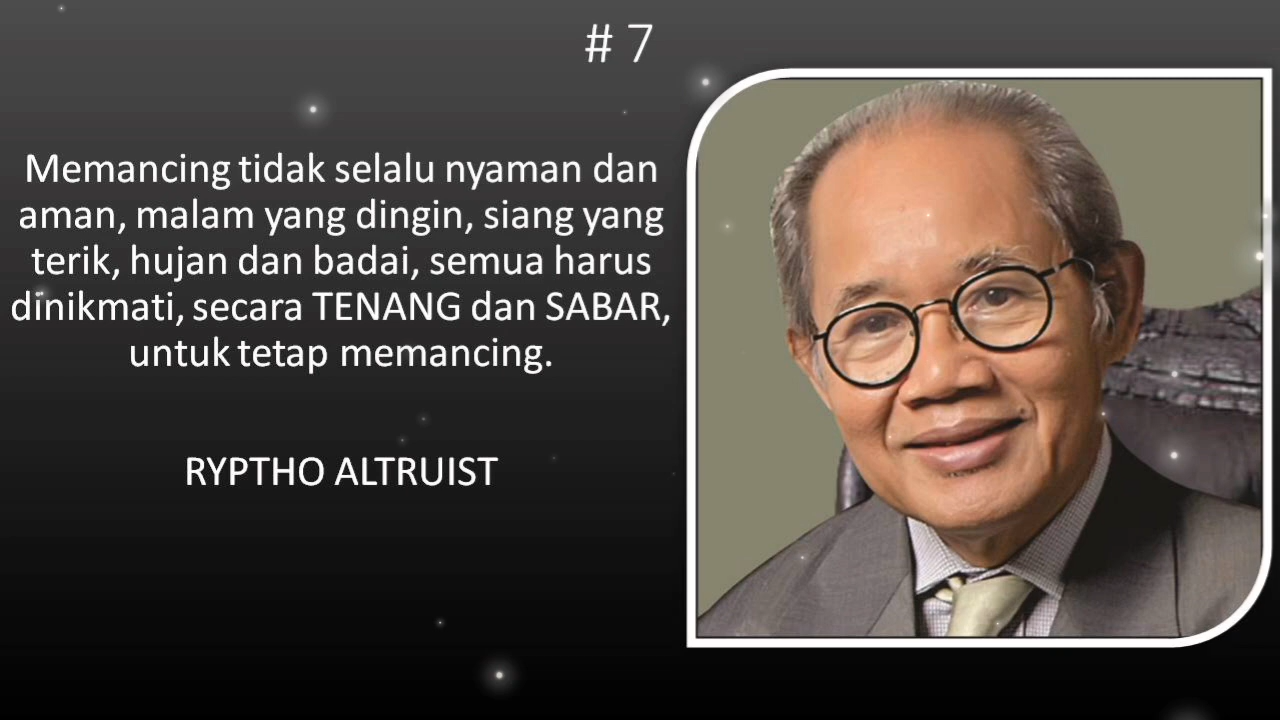 # 7
Memancing tidak selalu nyaman dan
aman, malam yang dingin, siang yang
terik, hujan dan badai, semua harus
dinikmati, secara TENANG dan SABAR,
untuk tetap memancing.
RYPTHO ALTRUIST